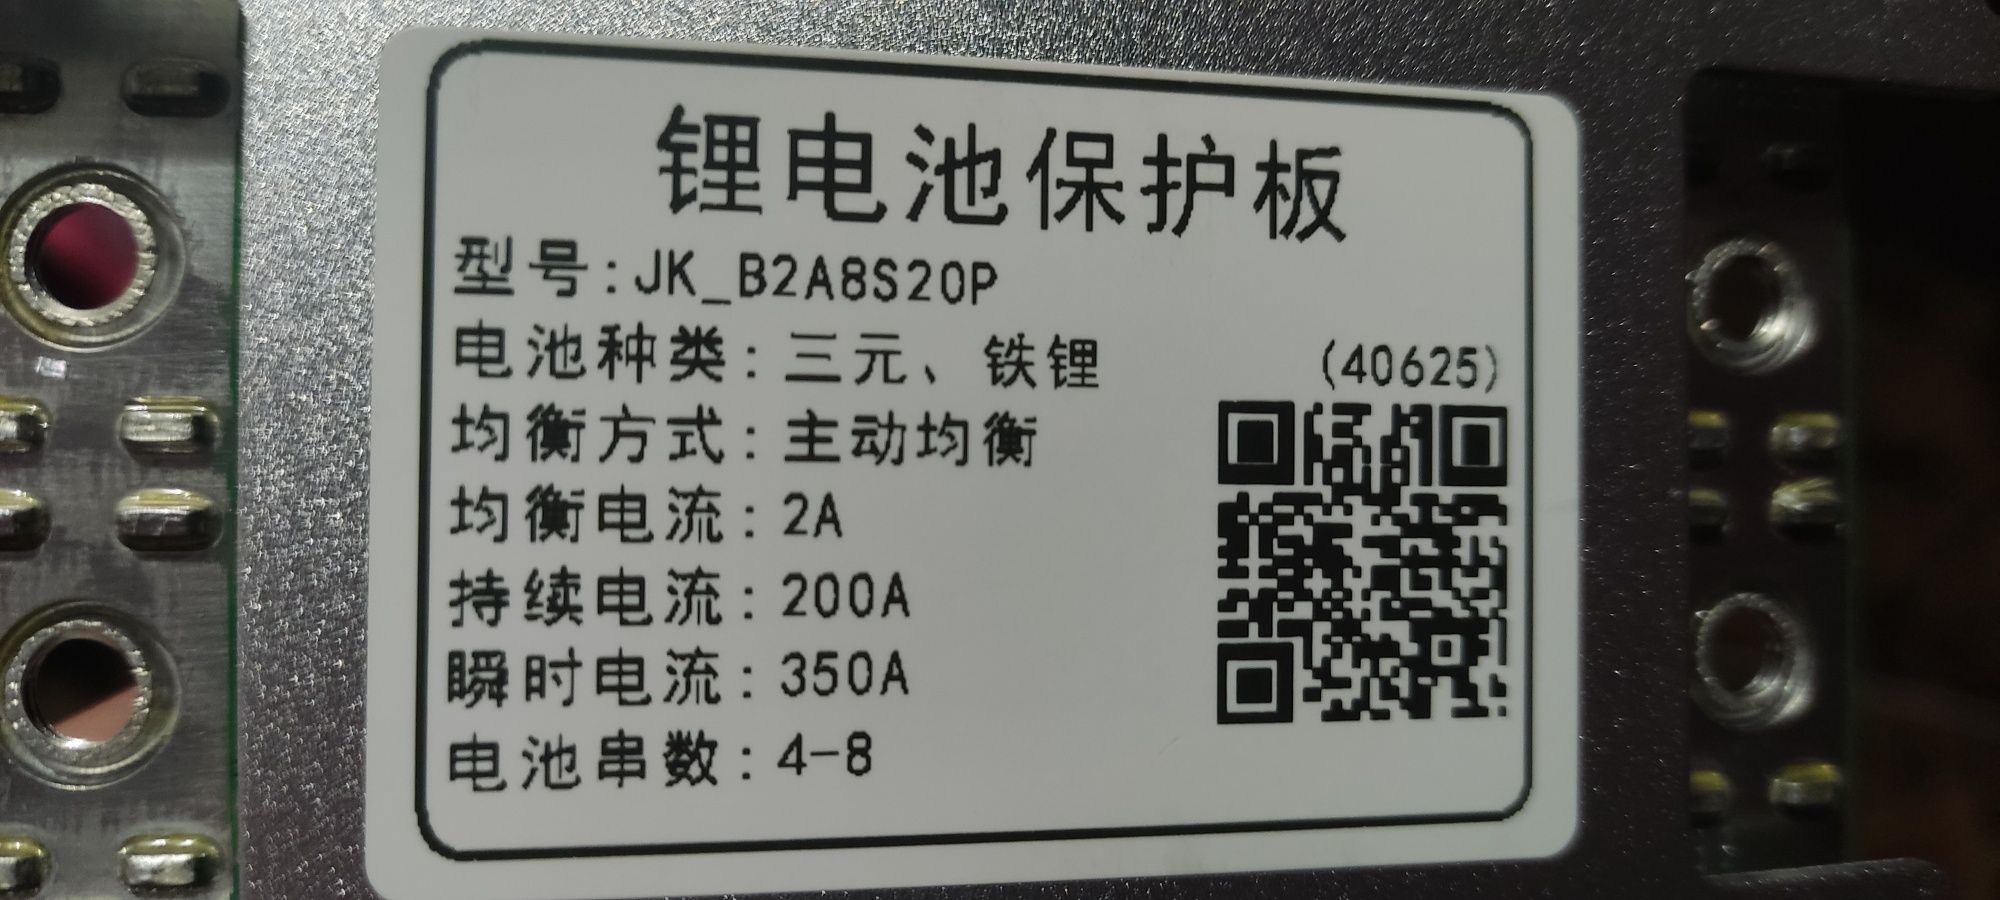 锂电池保护板
型号:JK_B2A8S20P
电池种类:三元、铁锂
(40625)
均衡方式:主动均衡
均衡电流:2A
持续电流:200A
瞬时电流:350A
电池串数:4-8